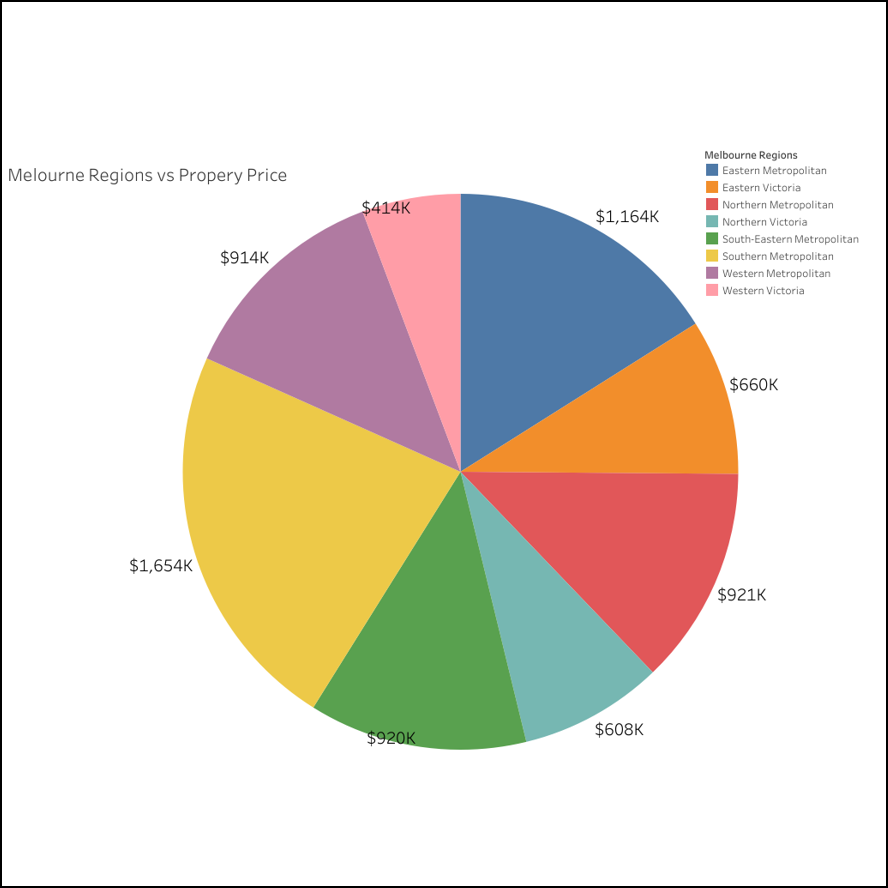 Melourne Regions vs Propery Price
Melbourne Regions
Eastern Metropolitan
Eastern Victoria
Northern Metropolitan
Northern Victoria
South-Eastern Metropolitan
Southern Metropolitan
Western Metropolitan
Western Victoria
$414K
$1,164K
$914K
$660K
$1,654K
$921K
$608K
$920K